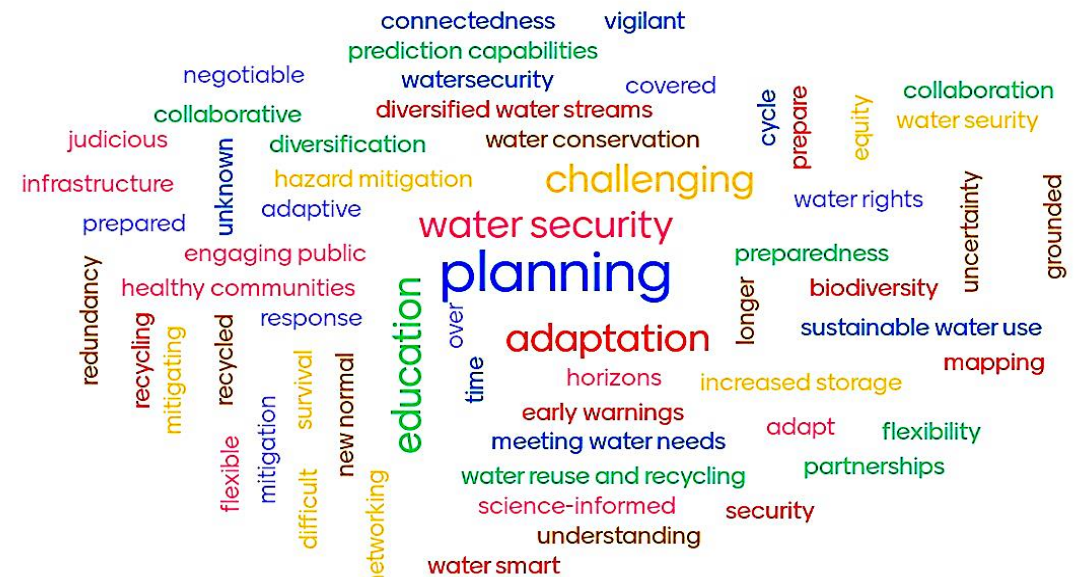 connectedness
vigilant
prediction capabilities
negotiable
watersecurity
covered
collaboration
collaborative
diversified water streams
cycle
prepare
equity
water seurity
judicious
unknown
diversification
water conservation
infrastructure
hazard mitigation
challenging
water rights
uncertainty
grounded
prepared
adaptive
water security
engaging public
planning
preparedness
redundancy
healthy communities
education
over
longer
biodiversity
recycling
mitigating
recycled
response
adaptation
sustainable water use
survival
new normal
time
horizons
increased storage
mapping
flexible
mitigation
early warnings
adapt
flexibility
meeting water needs
difficult
networking
water reuse and recycling
partnerships
science-informed
security
understanding
water smart